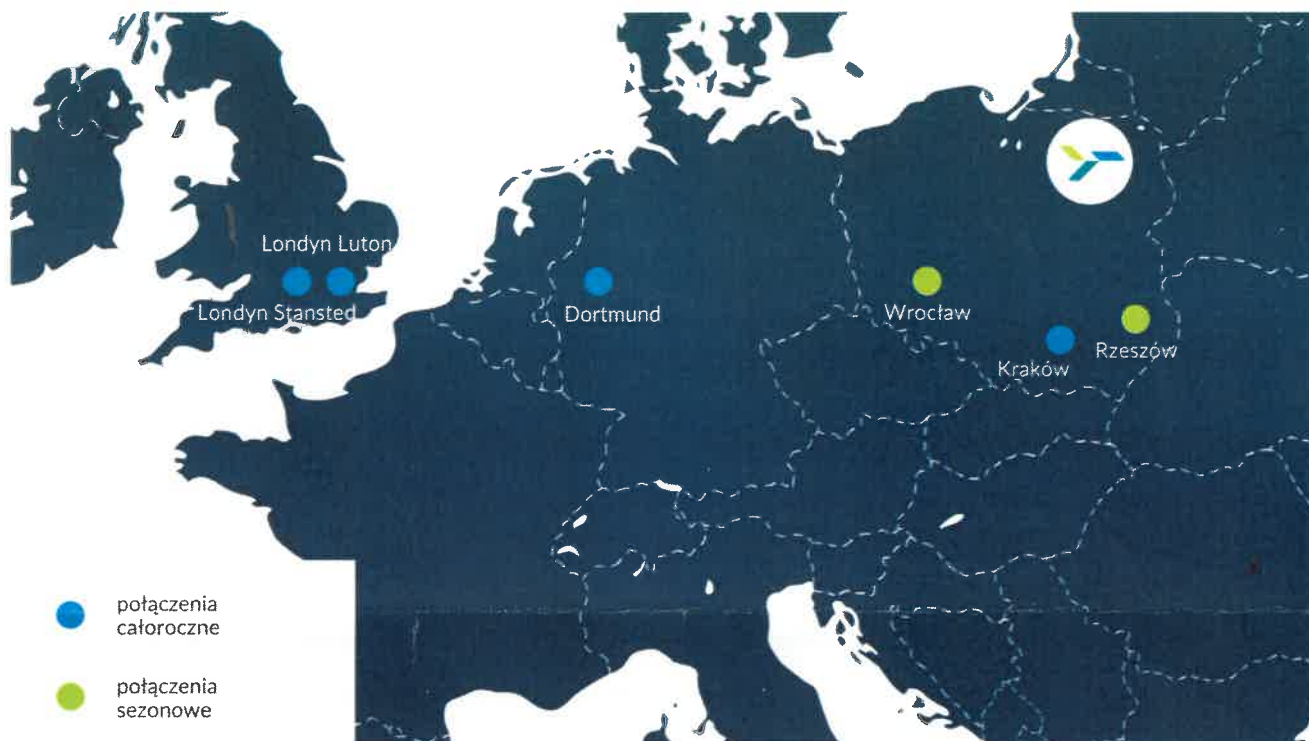 Londyn Luton
Londyn Stansted
Dortmund
Wrocław
Kraków
Rzeszów
połączenia
całoroczne
połączenia
sezonowe